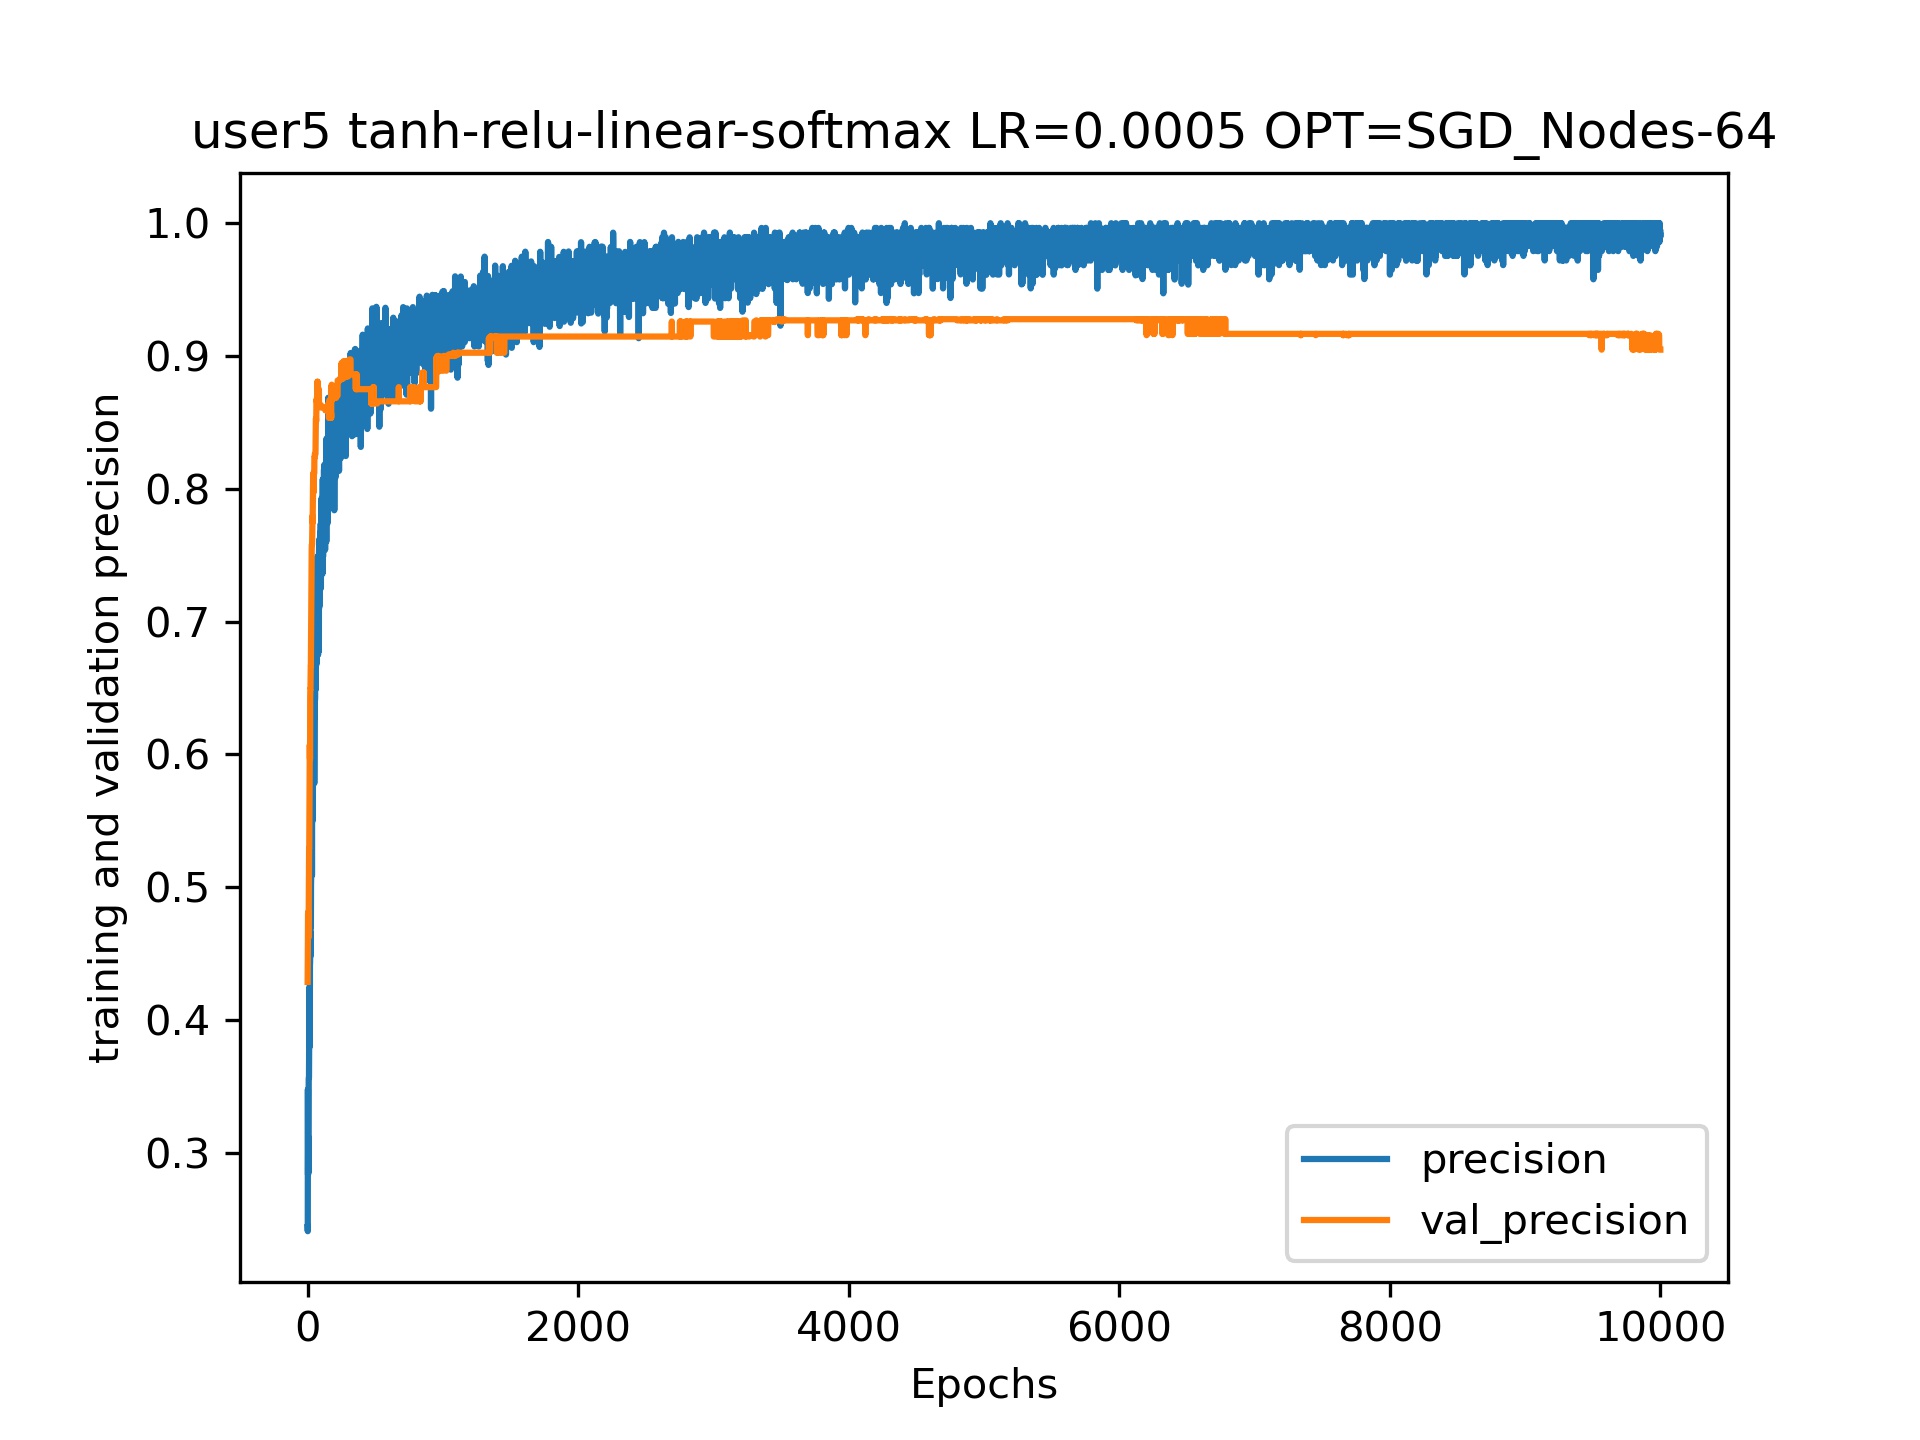 user5 tanh-relu-linear-softmax LR=0.0005 OPT=SGD_Nodes-64
training and validation precision
1.0
0.9
0.8
0.7
0.6
0.5
0.4
0.3
precision
val_precision
0 2000 4000 6000 8000 10000
Epochs